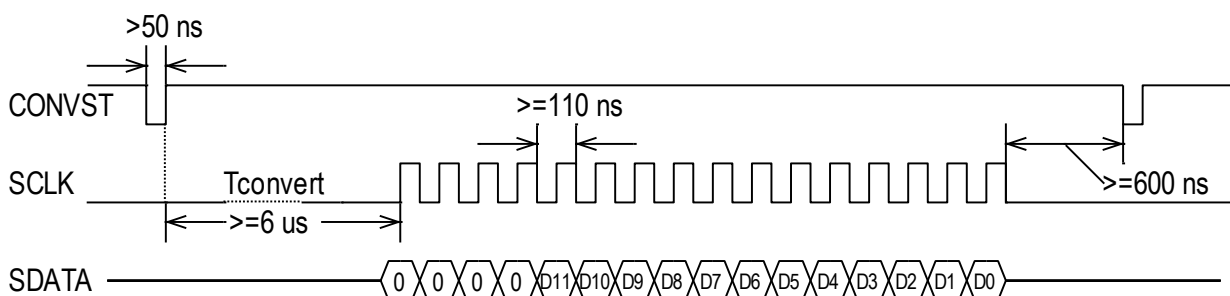 >50 ns
CONVST
>=110 ns
SCLK
Tconvert
>=600 ns
>=6 us
SDATA
0 0 0 0 D11 D10 D9 D8 D7 D6 D5 D4 D3 D2 D1 D0